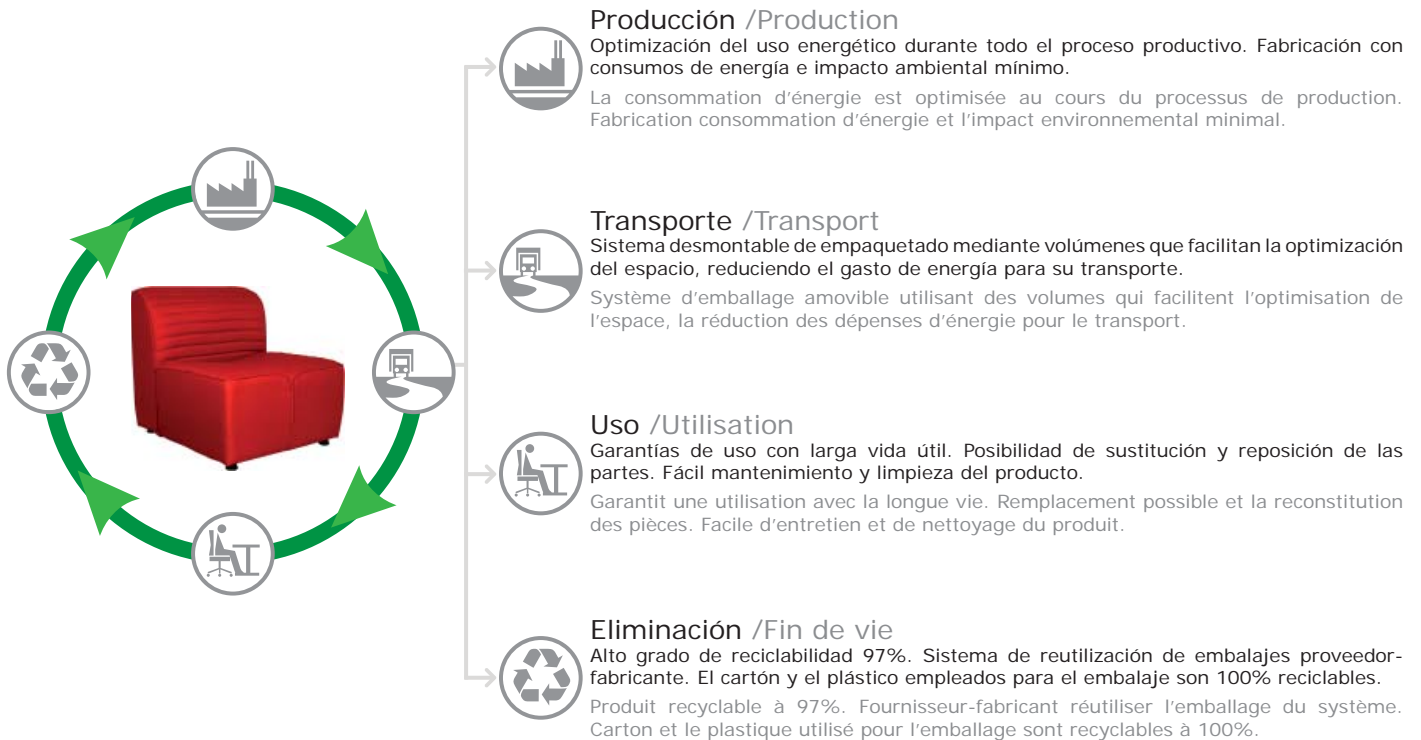 Producción /Production
Optimización del uso energético durante todo el proceso productivo. Fabricación con
consumos de energía e impacto ambiental mínimo.
La consommation d'énergie est optimisée au cours du processus de production.
Fabrication consommation d'énergie et l'impact environnemental minimal.
Transporte /Transport
Sistema desmontable de empaquetado mediante volúmenes que facilitan la optimización
del espacio, reduciendo el gasto de energía para su transporte.
Système d'emballage amovible utilisant des volumes qui facilitent l'optimisation de
l'espace, la réduction des dépenses d'énergie pour le transport.
Uso /Utilisation
Garantías de uso con larga vida útil. Posibilidad de sustitución y reposición de las
partes. Fácil mantenimiento y limpieza del producto.
Garantit une utilisation avec la longue vie. Remplacement possible et la reconstitution
des pièces. Facile d'entretien et de nettoyage du produit.
Eliminación /Fin de vie
Alto grado de reciclabilidad 97%. Sistema de reutilización de embalajes proveedor-
fabricante. El cartón y el plástico empleados para el embalaje son 100% reciclables.
Produit recyclable à 97%. Fournisseur-fabricant réutiliser l'emballage du système.
Carton et le plastique utilisé pour l'emballage sont recyclables à 100%.